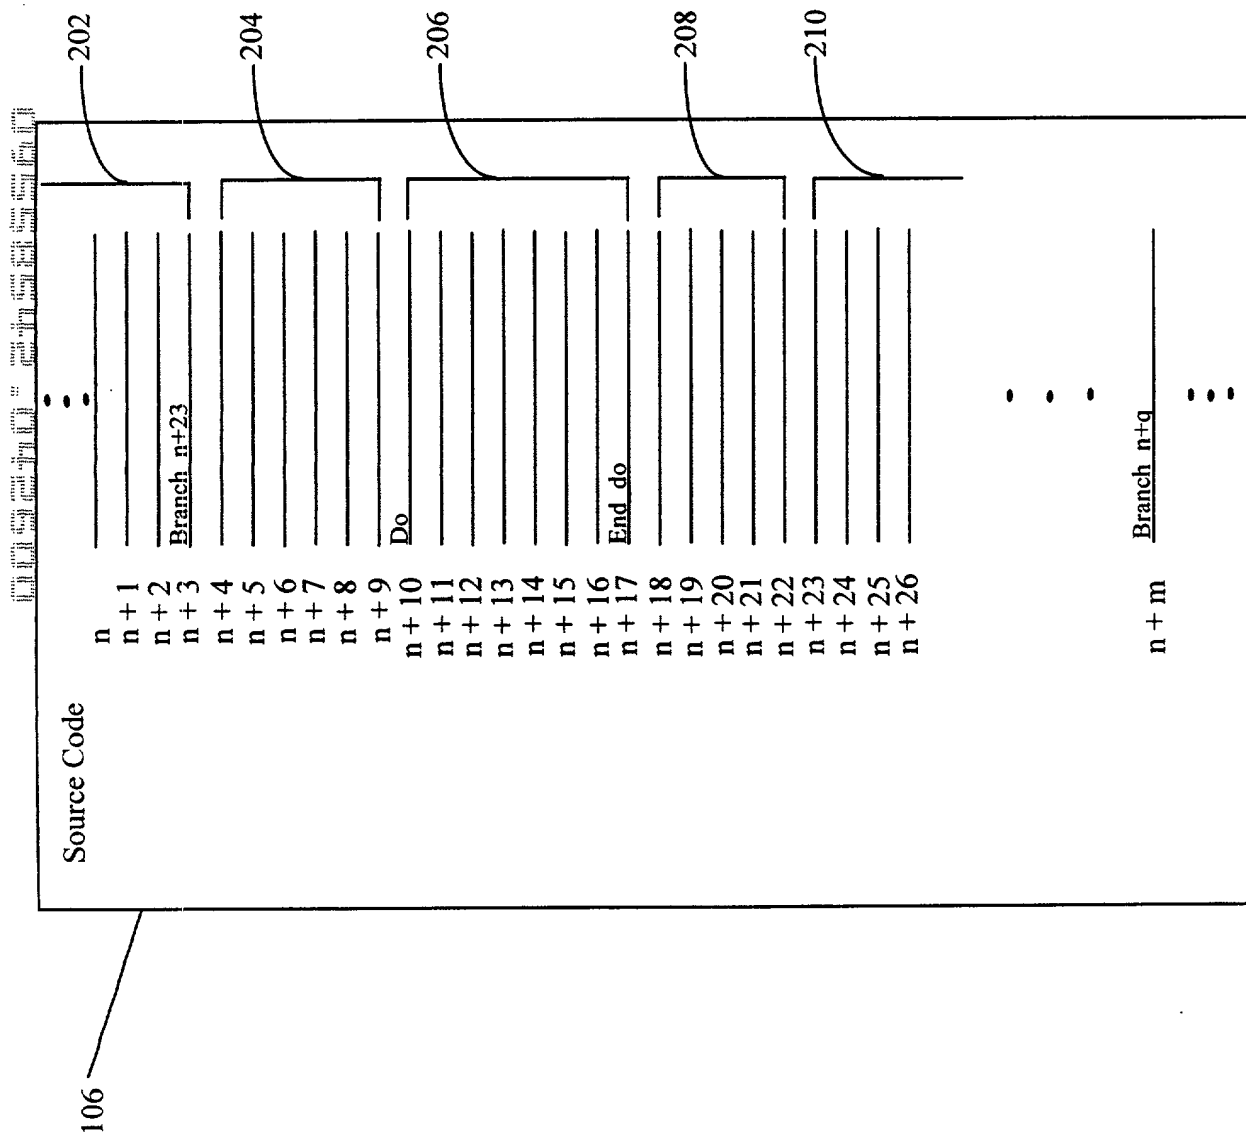 Source Code
n
n + 1
n + 2
n + 3 Branch n+23
n + 4
n + 5
n + 6
n + 7
n + 8
n + 9
n + 10 Do
n + 11
n + 12
n + 13
n + 14
n + 15
n + 16
n + 17 End do
n + 18
n + 19
n + 20
n + 21
n + 22
n + 23
n + 24
n + 25
n + 26
n + m Branch n+q
202
204
206
208
210
106